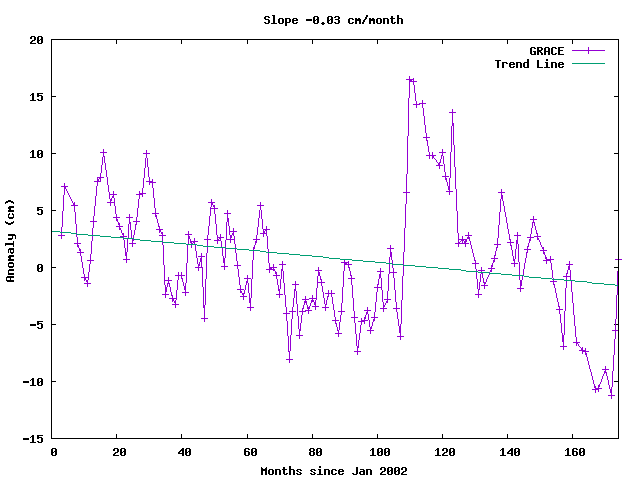 Slope -0.03 cm/month
GRACE
Trend Line
20
15
10
5
0
-5
-10
-15
Anomaly (cm)
0 20 40 60 80 100 120 140 160
Months since Jan 2002